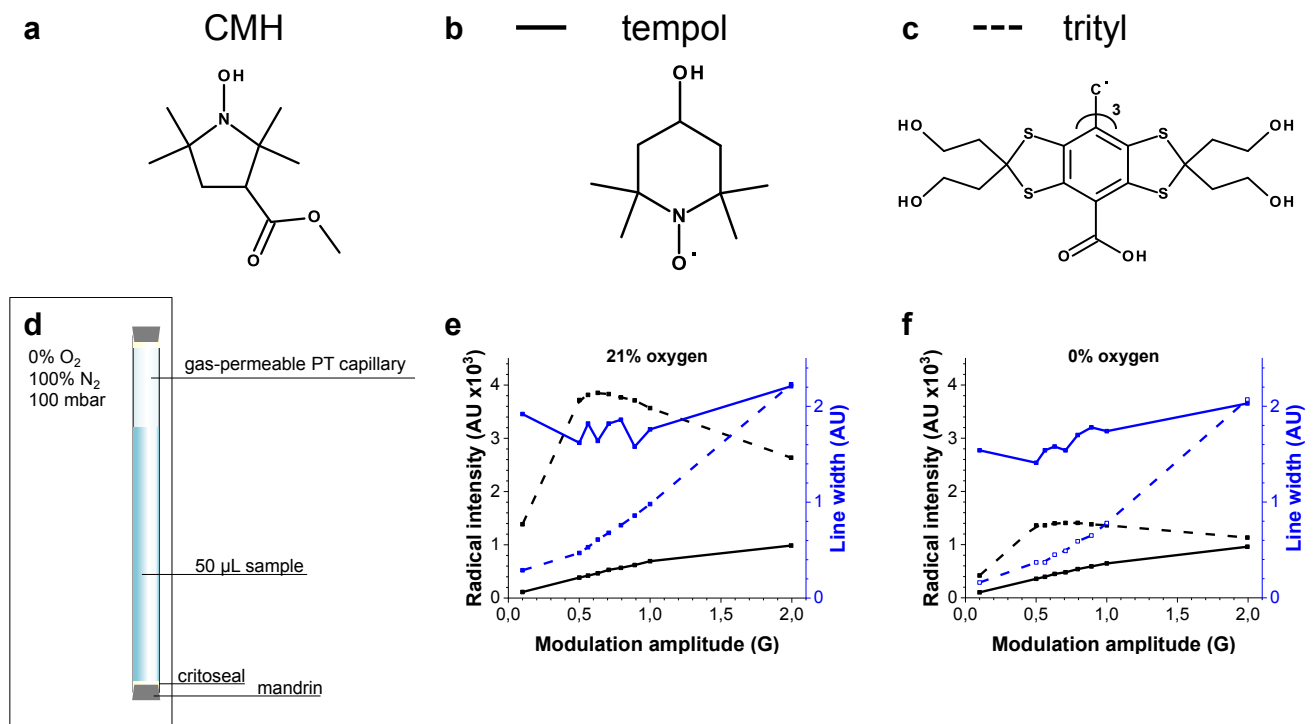 a CMH
b tempol
c trityl
OH
N
O
O
OH
N
O·
C·
3
HO
S
S
OH
HO
S
S
OH
O
OH
d
0% O₂
100% N₂
100 mbar
gas-permeable PT capillary
50 µL sample
critoseal
mandrin
e
21% oxygen
Radical intensity (AU x10³)
4
3
2
1
0
0,0 0,5 1,0 1,5 2,0
Modulation amplitude (G)
2
1
0
Line width (AU)
f
0% oxygen
Radical intensity (AU x10³)
4
3
2
1
0
0,0 0,5 1,0 1,5 2,0
Modulation amplitude (G)
2
1
0
Line width (AU)